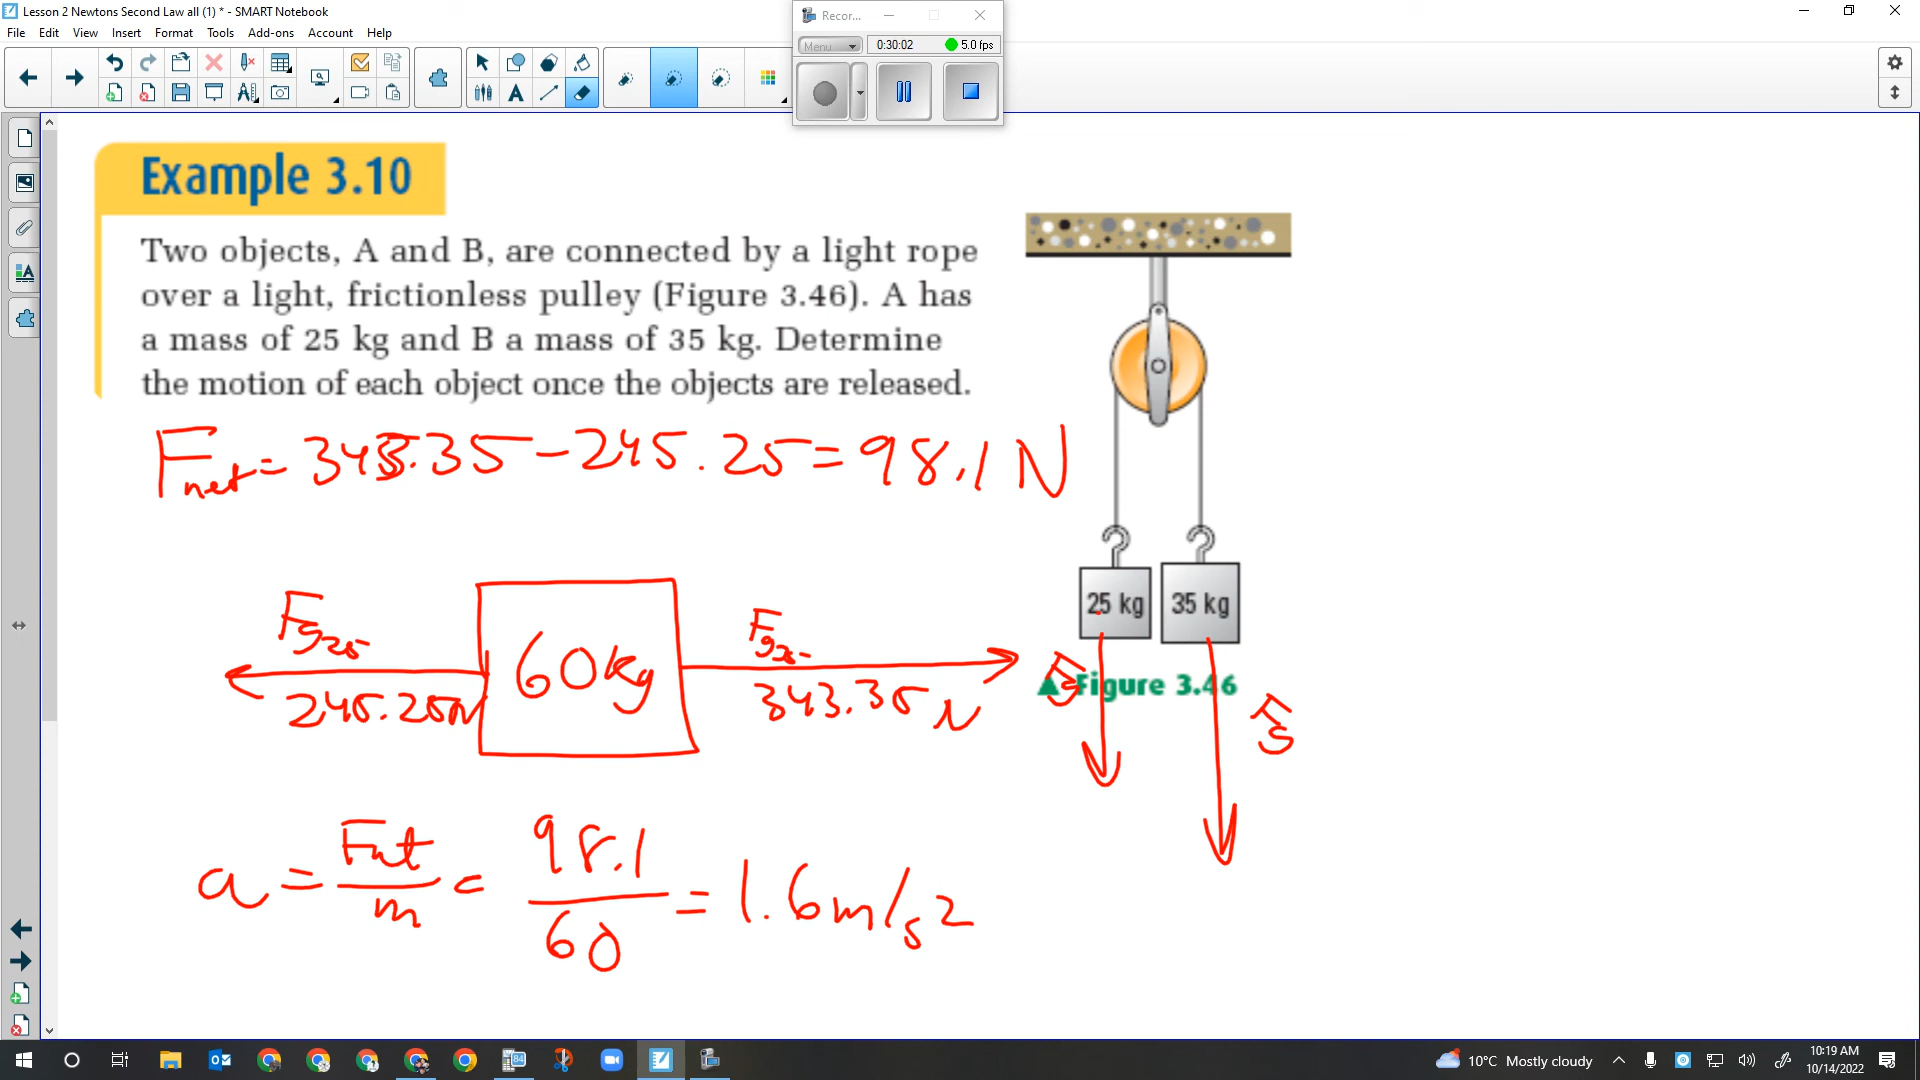 Lesson 2 Newtons Second Law all (1) * - SMART Notebook
File Edit View Insert Format Tools Add-ons Account Help
Recor...
Menu 0:30:02 5.0 fps
Example 3.10
Two objects, A and B, are connected by a light rope
over a light, frictionless pulley (Figure 3.46). A has
a mass of 25 kg and B a mass of 35 kg. Determine
the motion of each object once the objects are released.
Fnet = 343.35 - 245.25 = 98.1 N
25 kg 35 kg
Fg25
245.25N
60kg
Fg35
343.35 N
Fg
Figure 3.46
Fg
a = Fnet/m = 98.1/60 = 1.6 m/s2
84
10°C Mostly cloudy
10:19 AM
10/14/2022